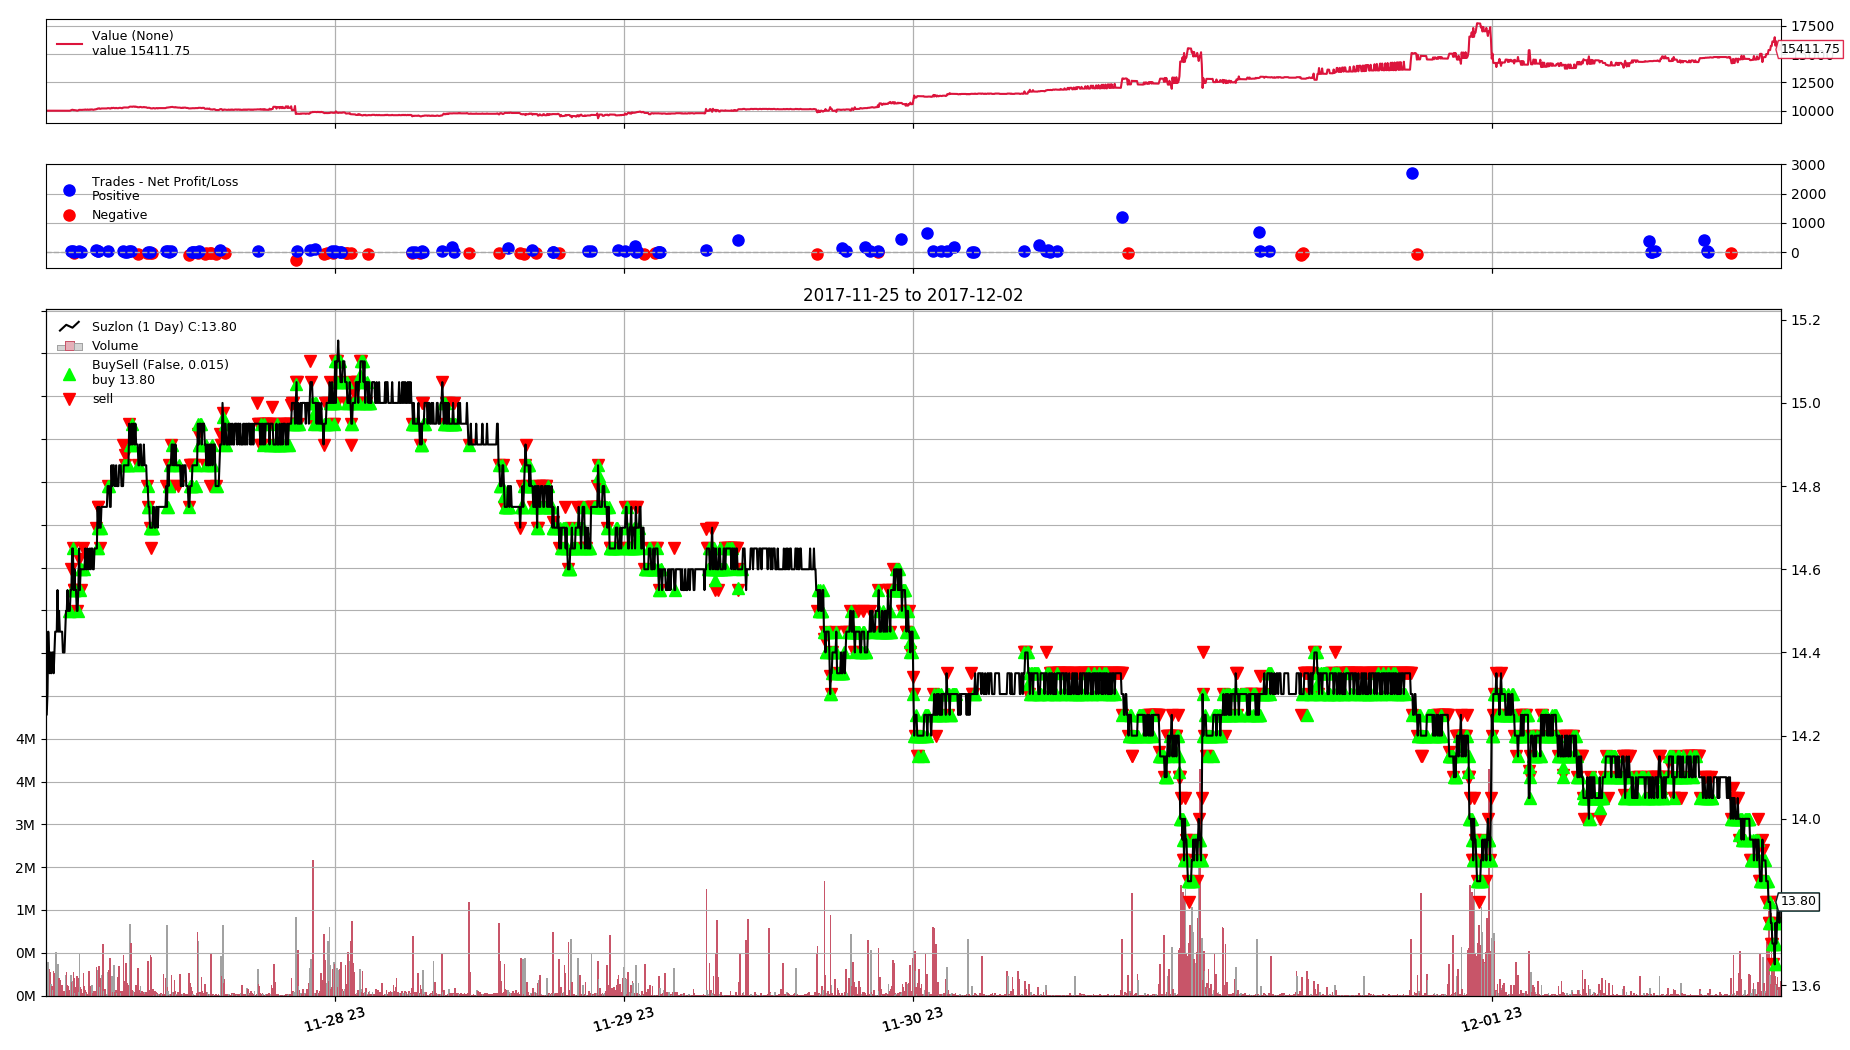 Value (None)
value 15411.75
17500
15411.75
12500
10000
Trades - Net Profit/Loss
Positive
Negative
3000
2000
1000
0
2017-11-25 to 2017-12-02
Suzlon (1 Day) C:13.80
Volume
BuySell (False, 0.015)
buy 13.80
sell
15.2
15.0
14.8
14.6
14.4
14.2
14.0
13.80
13.6
4M
4M
3M
2M
1M
0M
0M
11-28 23
11-29 23
11-30 23
12-01 23